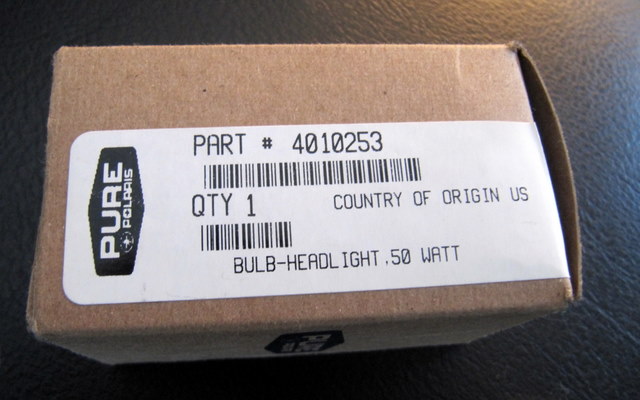 PURE
POLARIS
PART # 4010253
QTY 1
COUNTRY OF ORIGIN US
BULB-HEADLIGHT,50 WATT